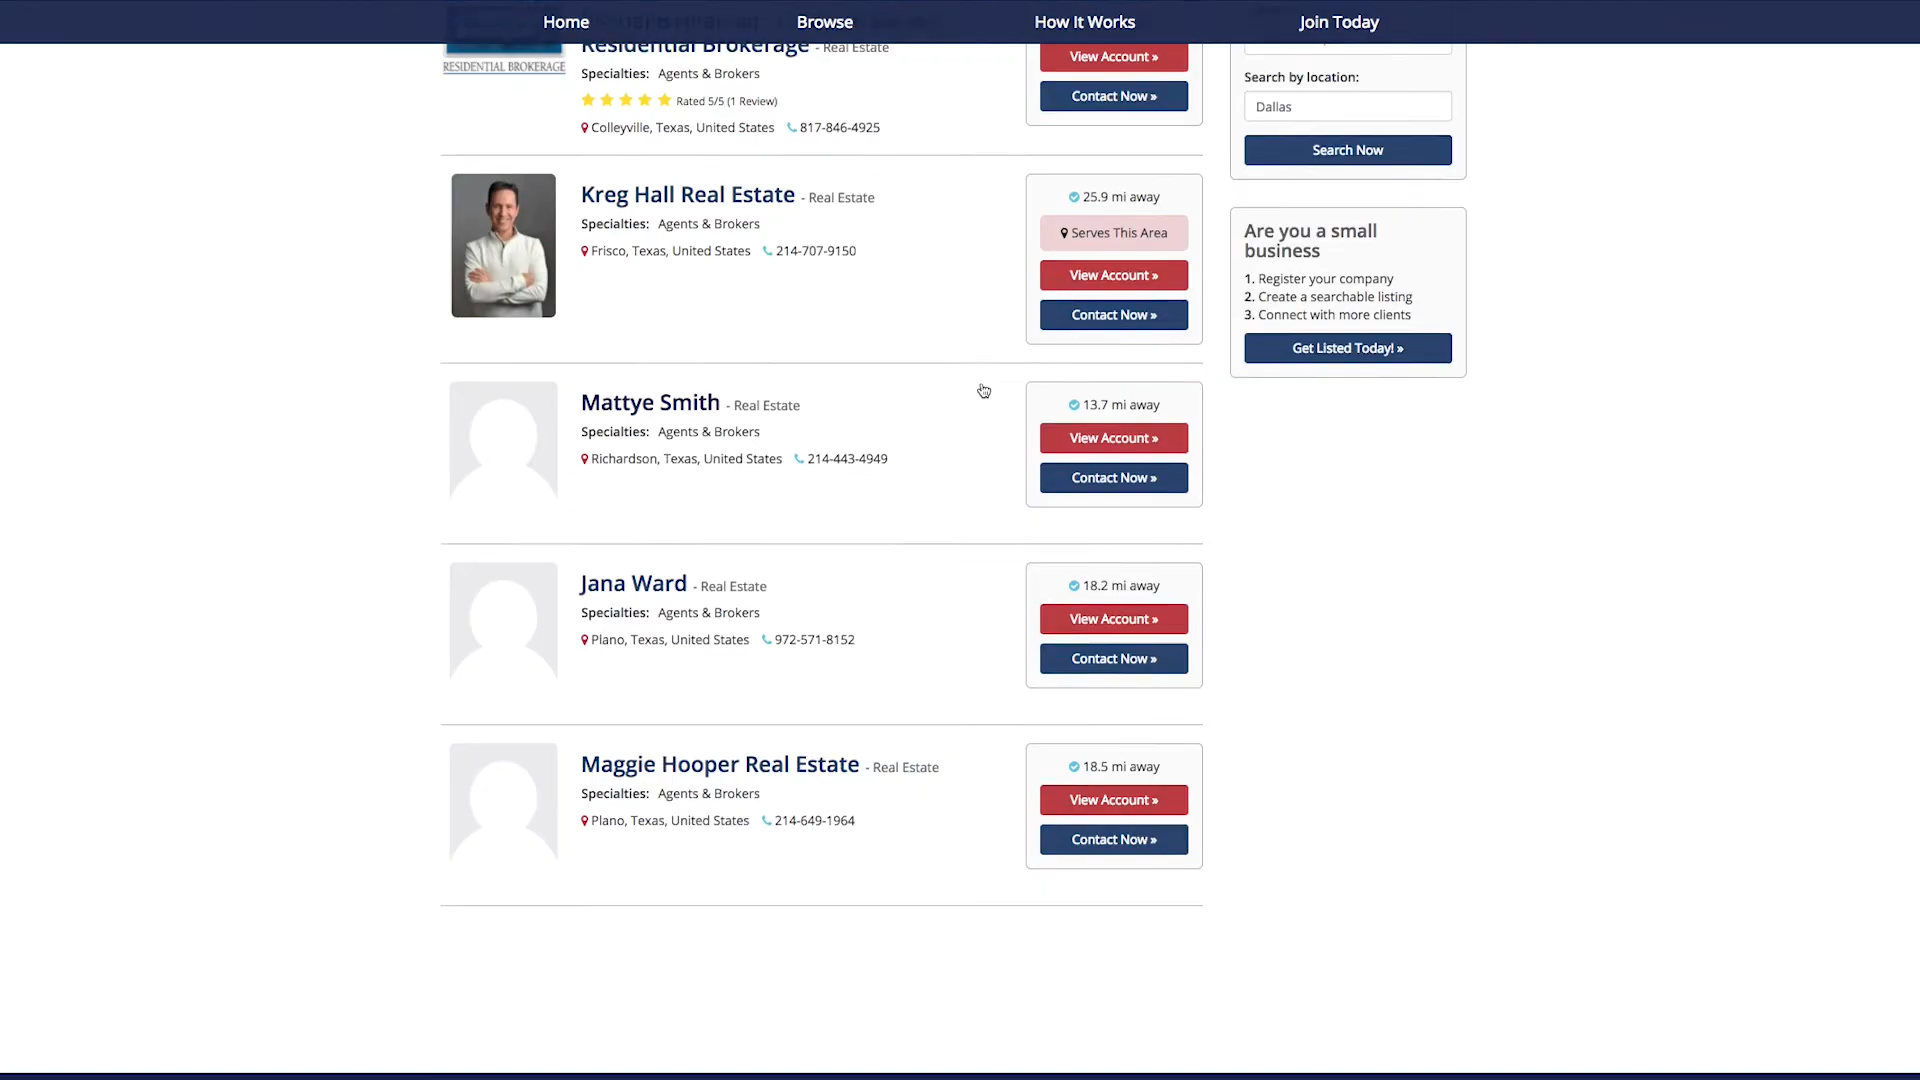 Home
Browse
How It Works
Join Today
RESIDENTIAL BROKERAGE
Residential Brokerage - Real Estate
Specialties: Agents & Brokers
Rated 5/5 (1 Review)
Colleyville, Texas, United States 817-846-4925
View Account »
Contact Now »
Search by location:
Dallas
Search Now
Kreg Hall Real Estate - Real Estate
Specialties: Agents & Brokers
Frisco, Texas, United States 214-707-9150
25.9 mi away
Serves This Area
View Account »
Contact Now »
Are you a small
business
1. Register your company
2. Create a searchable listing
3. Connect with more clients
Get Listed Today! »
Mattye Smith - Real Estate
Specialties: Agents & Brokers
Richardson, Texas, United States 214-443-4949
13.7 mi away
View Account »
Contact Now »
Jana Ward - Real Estate
Specialties: Agents & Brokers
Plano, Texas, United States 972-571-8152
18.2 mi away
View Account »
Contact Now »
Maggie Hooper Real Estate - Real Estate
Specialties: Agents & Brokers
Plano, Texas, United States 214-649-1964
18.5 mi away
View Account »
Contact Now »